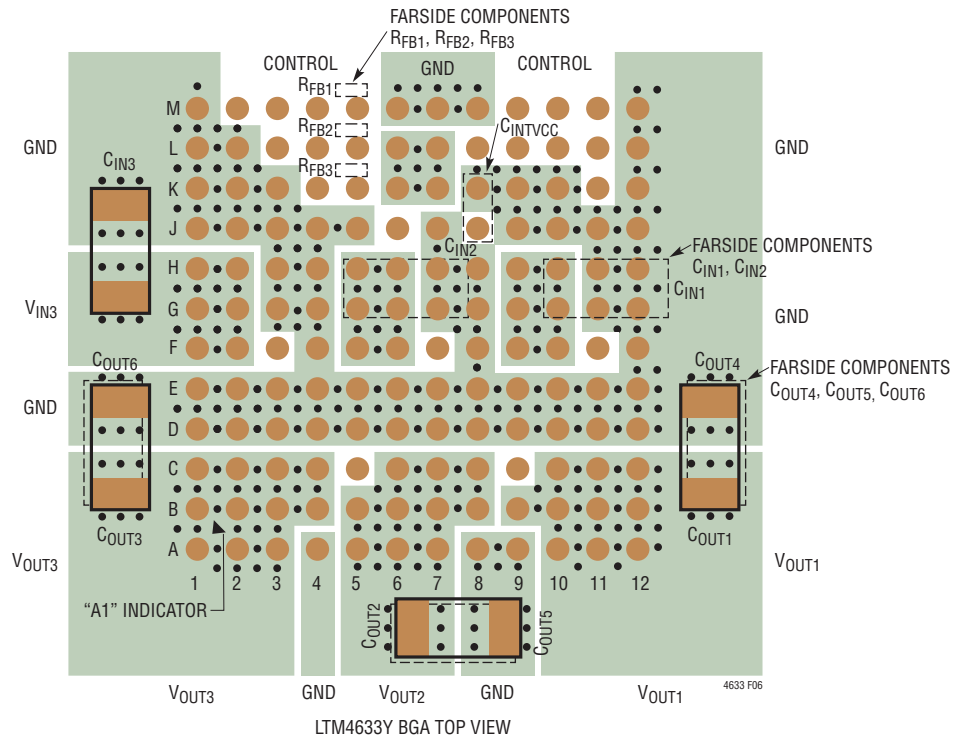 FARSIDE COMPONENTS
RFB1, RFB2, RFB3
CONTROL
GND
CONTROL
RFB1
M
RFB2
CINTVCC
GND
L
GND
CIN3
RFB3
K
J
CIN2
FARSIDE COMPONENTS
CIN1, CIN2
H
CIN1
VIN3
G
GND
F
COUT6
COUT4
FARSIDE COMPONENTS
COUT4, COUT5, COUT6
GND
E
D
C
B
COUT3
COUT1
VOUT3
A
VOUT1
1 2 3 4 5 6 7 8 9 10 11 12
"A1" INDICATOR
COUT2
COUT5
4633 F06
VOUT3
GND
VOUT2
GND
VOUT1
LTM4633Y BGA TOP VIEW